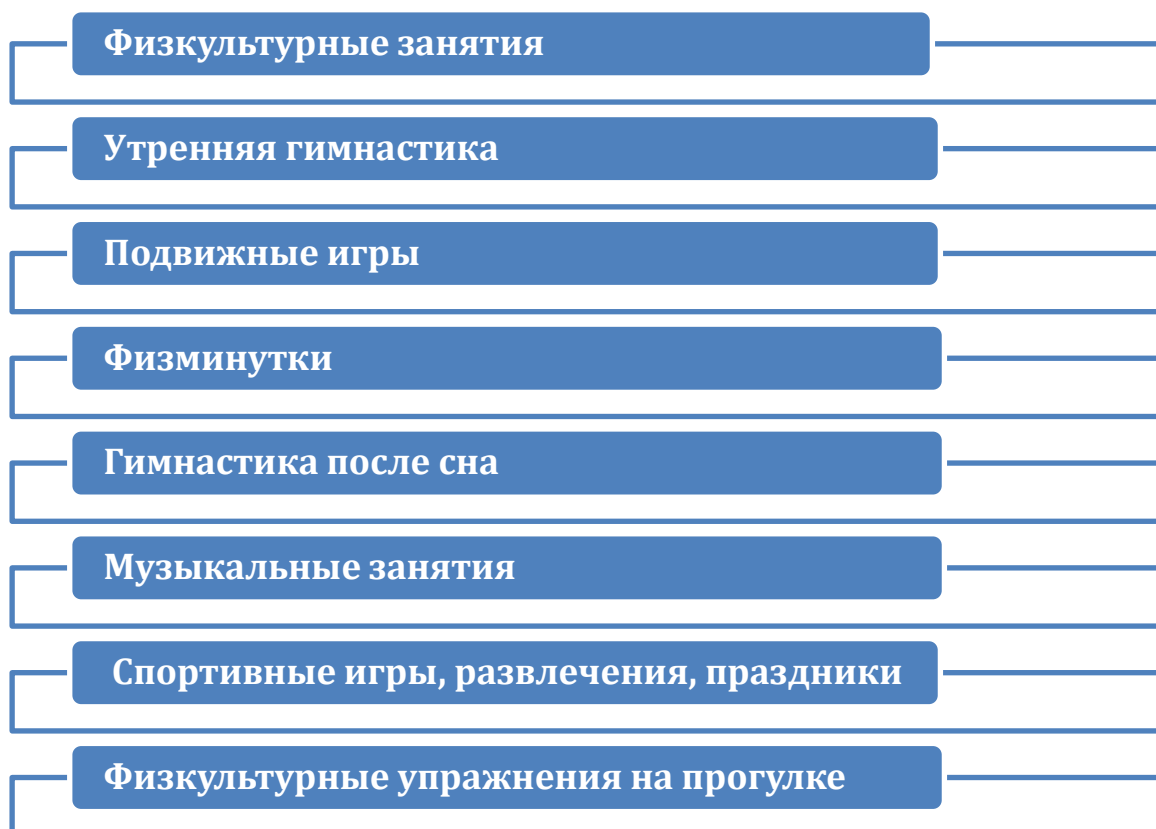 Физкультурные занятия
Утренняя гимнастика
Подвижные игры
Физминутки
Гимнастика после сна
Музыкальные занятия
Спортивные игры, развлечения, праздники
Физкультурные упражнения на прогулке